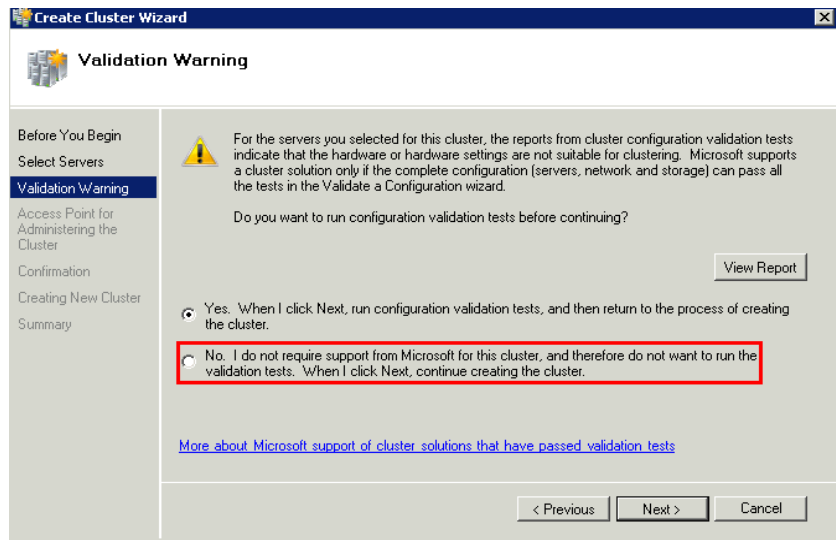 Create Cluster Wizard
Validation Warning
Before You Begin
Select Servers
Validation Warning
Access Point for
Administering the
Cluster
Confirmation
Creating New Cluster
Summary
For the servers you selected for this cluster, the reports from cluster configuration validation tests
indicate that the hardware or hardware settings are not suitable for clustering. Microsoft supports
a cluster solution only if the complete configuration (servers, network and storage) can pass all
the tests in the Validate a Configuration wizard.
Do you want to run configuration validation tests before continuing?
View Report
Yes. When I click Next, run configuration validation tests, and then return to the process of creating
the cluster.
No. I do not require support from Microsoft for this cluster, and therefore do not want to run the
validation tests. When I click Next, continue creating the cluster.
More about Microsoft support of cluster solutions that have passed validation tests
< Previous
Next >
Cancel